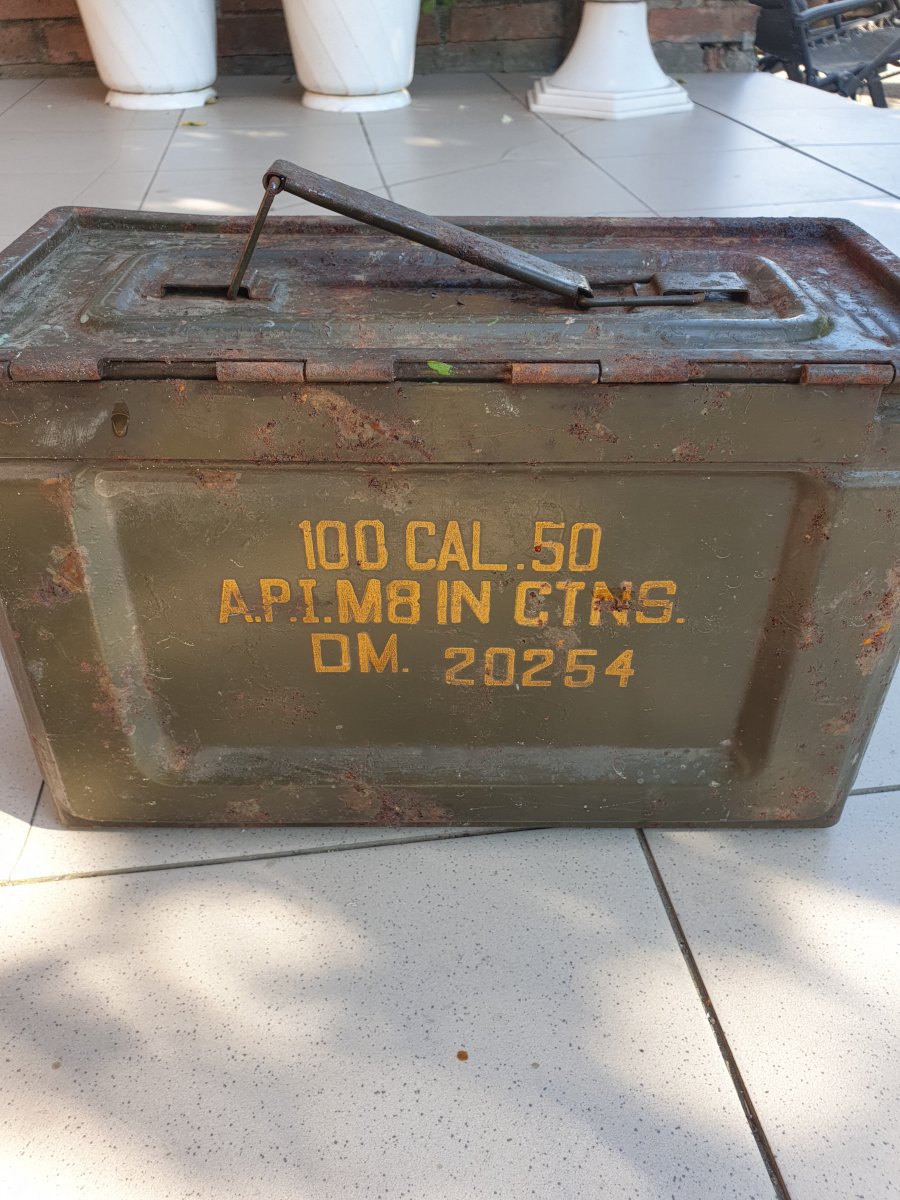 100 CAL .50
A.P.I. M8 IN CTNS.
DM. 20254